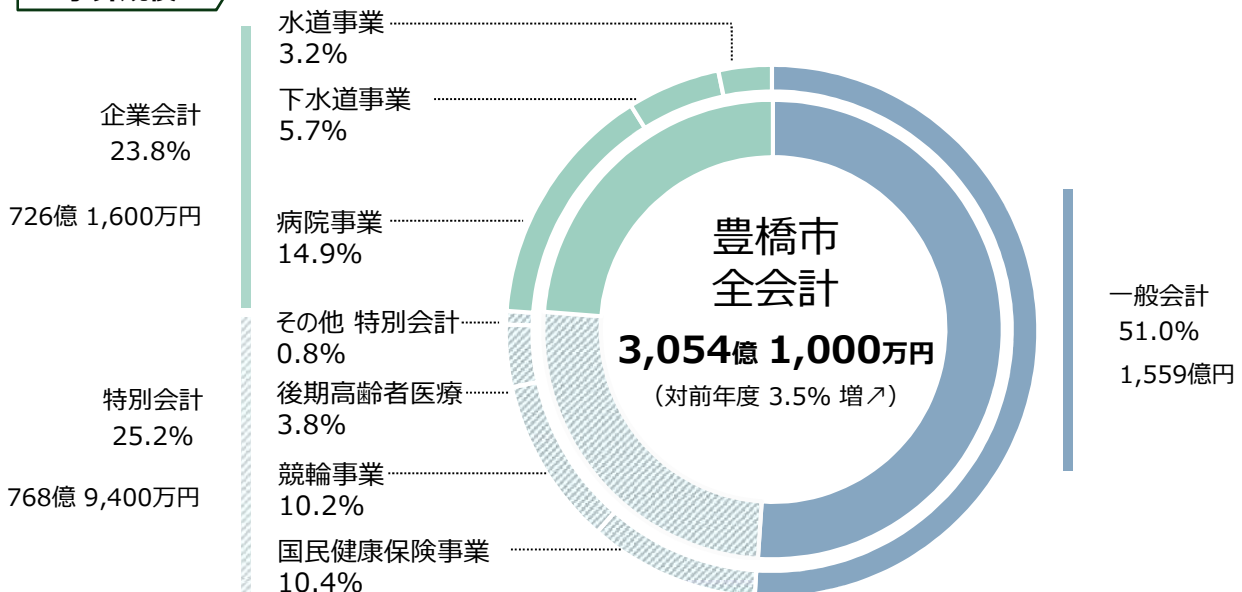 水道事業
3.2%
下水道事業
5.7%
企業会計
23.8%
726億 1,600万円
病院事業
14.9%
その他 特別会計
0.8%
後期高齢者医療
3.8%
特別会計
25.2%
768億 9,400万円
競輪事業
10.2%
国民健康保険事業
10.4%
豊橋市
全会計
3,054億 1,000万円
（対前年度 3.5% 増↗）
一般会計
51.0%
1,559億円